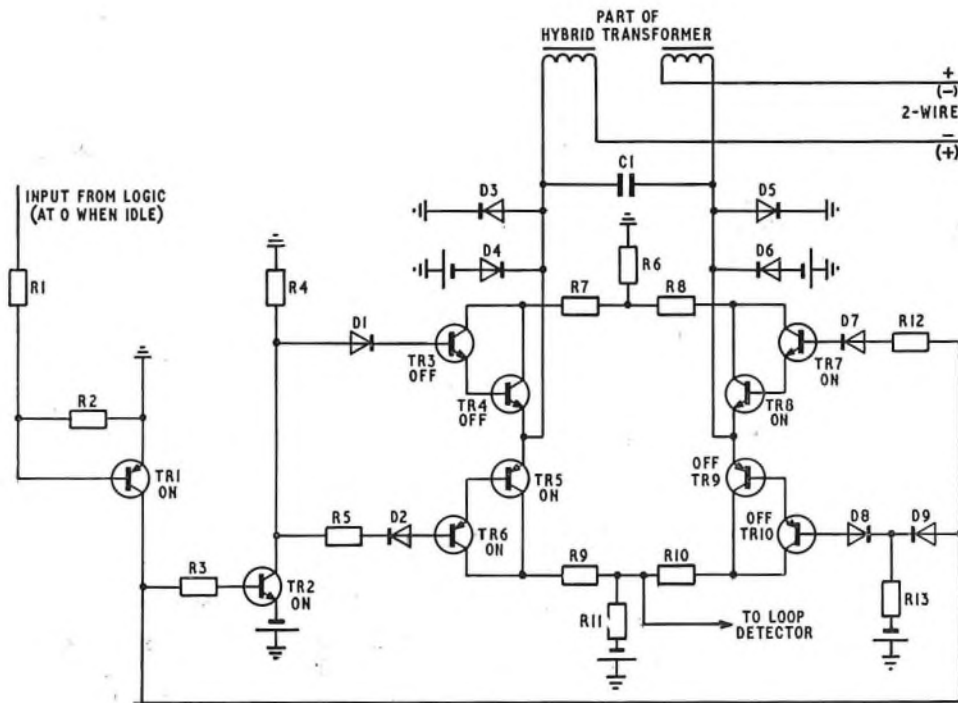 PART OF
HYBRID TRANSFORMER
+
(-)
2-WIRE
-
(+)
C1
INPUT FROM LOGIC
(AT 0 WHEN IDLE)
D3
D5
D4
D6
R6
R1
R4
R7
R8
D1
D7
R12
TR3
OFF
TR7
ON
TR4
OFF
TR8
ON
R2
TR1
ON
TR5
ON
OFF
TR9
R5
D2
TR6
ON
OFF
TR10
D8
D9
R3
TR2
ON
R9
R10
R11
R13
TO LOOP
DETECTOR